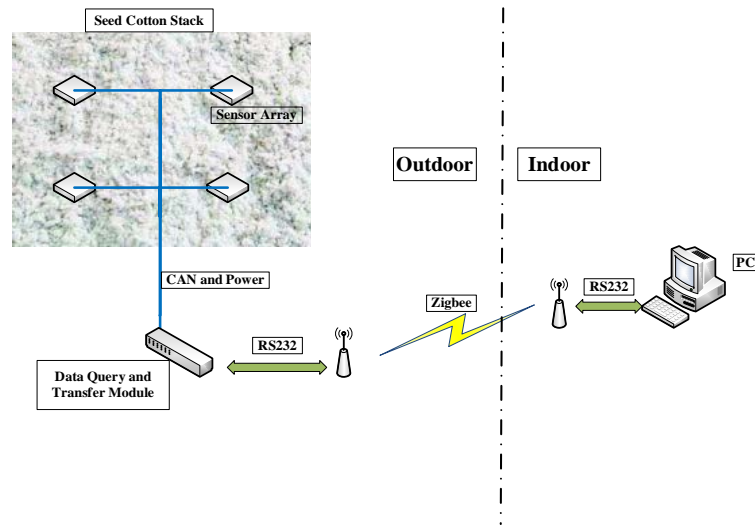 Seed Cotton Stack
Sensor Array
Outdoor
Indoor
CAN and Power
Zigbee
RS232
PC
RS232
Data Query and
Transfer Module